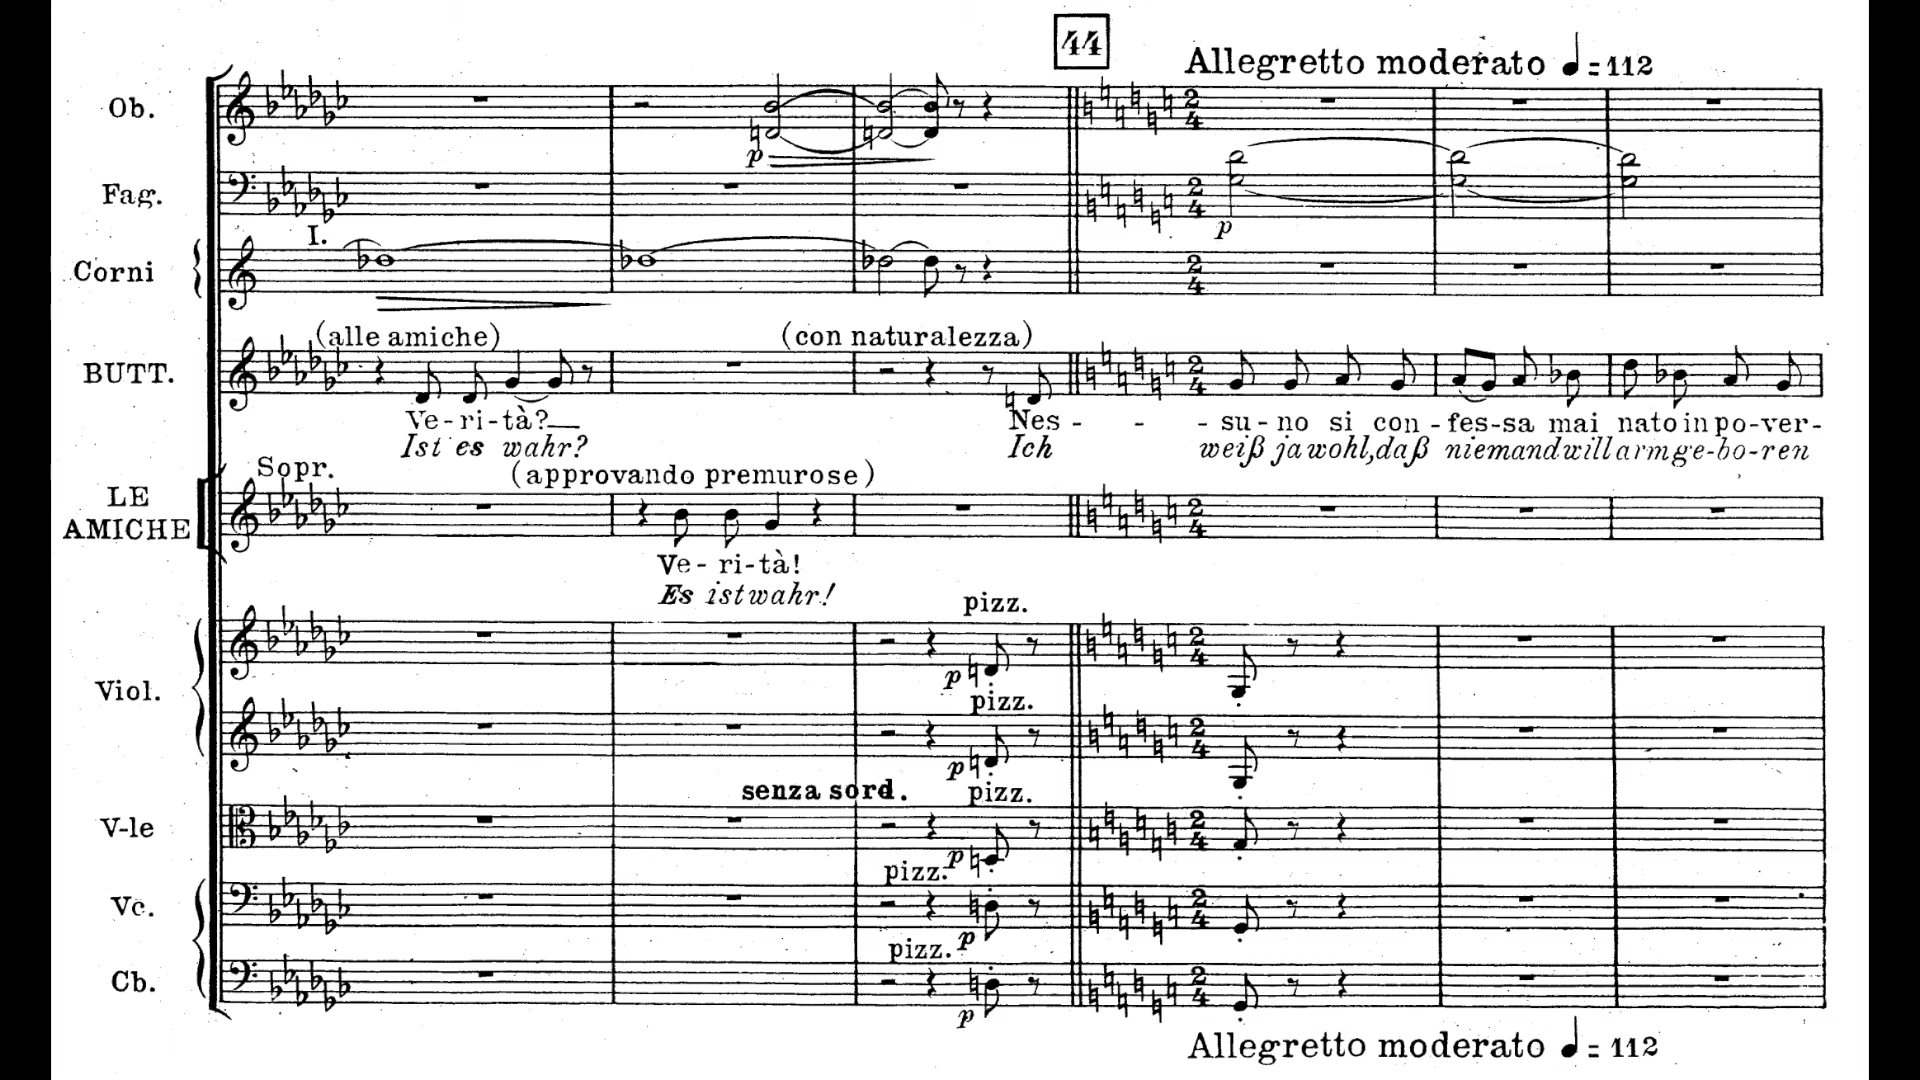 44
Allegretto moderato ♩ = 112
Ob.
p
Fag.
p
I.
Corni
(alle amiche)
(con naturalezza)
BUTT.
Ve-ri-tà?
Nes - - su-no si con-fes-sa mai nato in po-ver-
Ist es wahr?
Ich weiß ja wohl, daß niemand will arm ge-bo-ren
Sopr.
(approvando premurose)
LE AMICHE
Ve-ri-tà!
Es ist wahr!
pizz.
p
Viol.
pizz.
p
senza sord.
pizz.
V-le
p
pizz.
Vc.
p
pizz.
Cb.
p
Allegretto moderato ♩ = 112